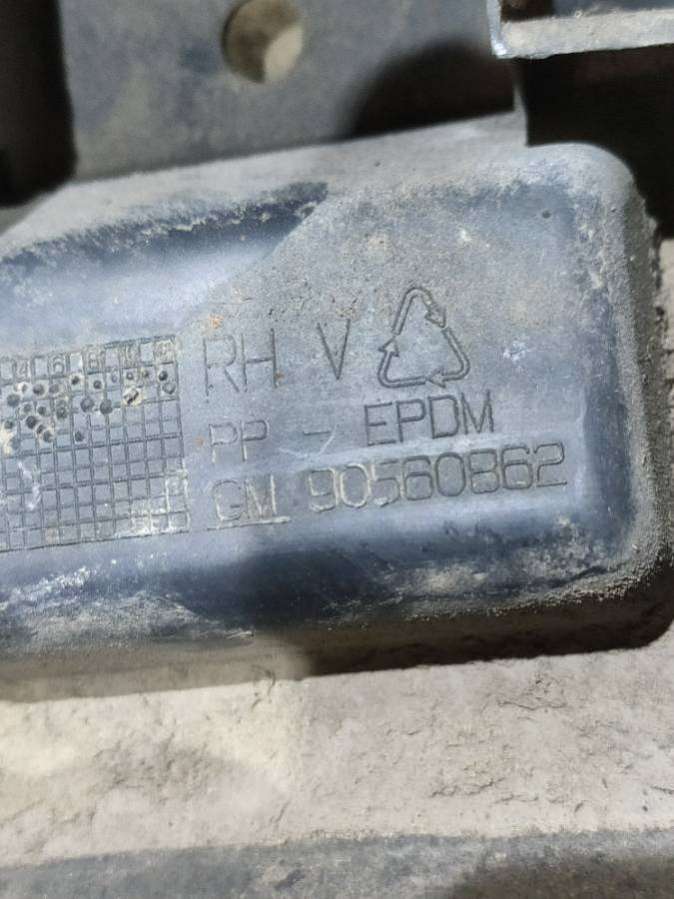 RH V
PP - EPDM
GM 90560862